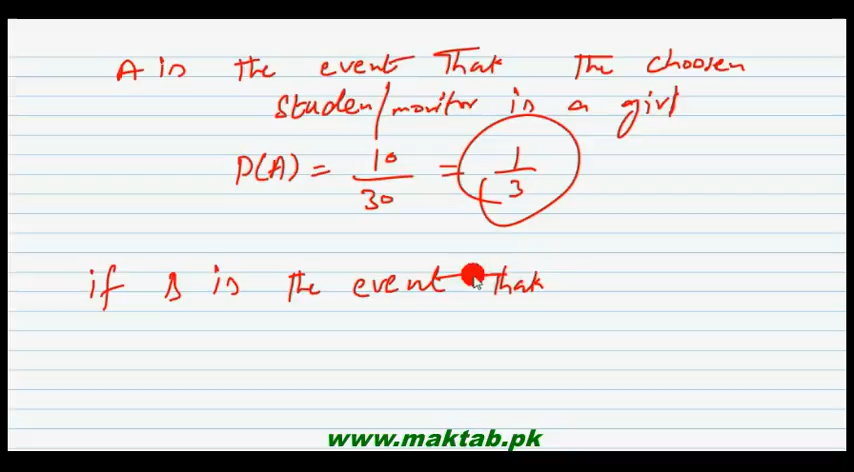 A is the event That the choosen
Studen/monitor is a girl
P(A) = 10/30 = 1/3
if B is the event That
www.maktab.pk